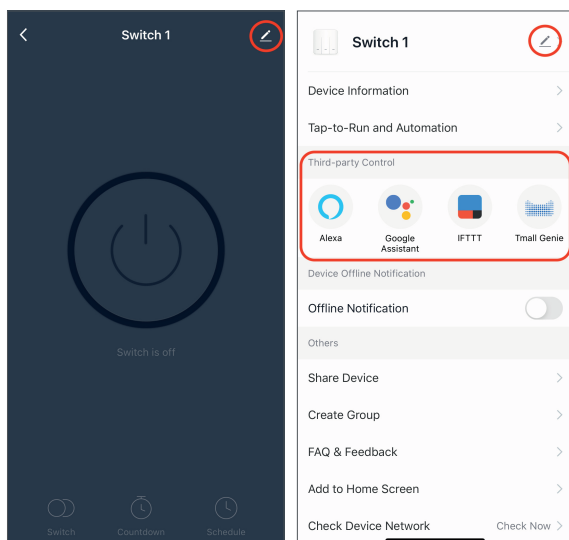 Switch 1
Switch is off
Switch
Countdown
Schedule
Switch 1
Device Information
Tap-to-Run and Automation
Third-party Control
Alexa
Google
Assistant
IFTTT
Tmall Genie
Device Offline Notification
Offline Notification
Others
Share Device
Create Group
FAQ & Feedback
Add to Home Screen
Check Device Network Check Now